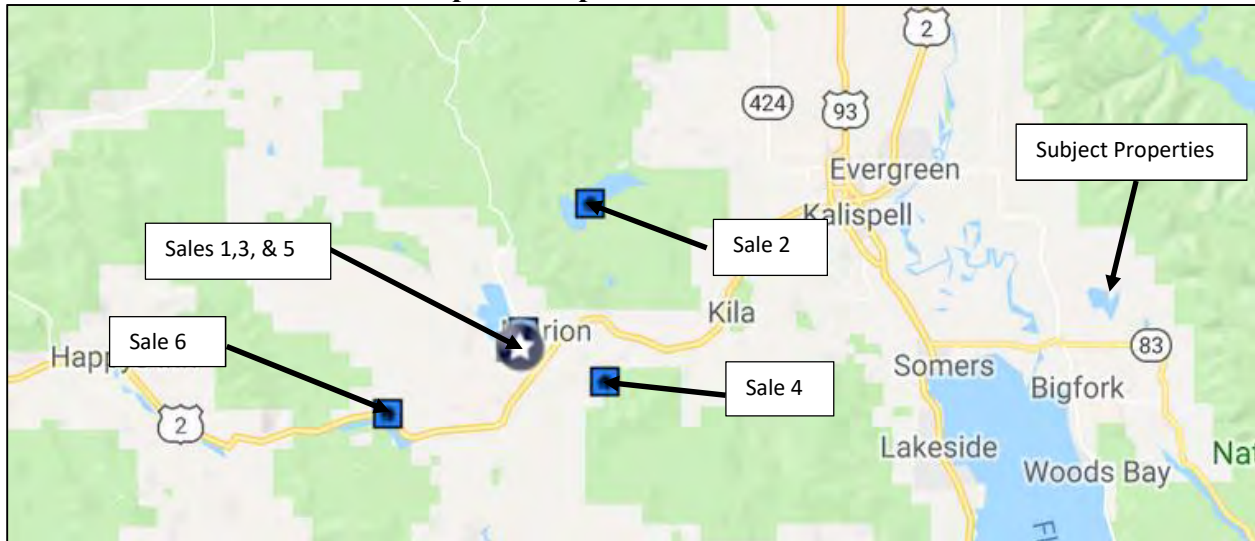 2
424
93
Subject Properties
Evergreen
Kalispell
Sales 1,3, & 5
Sale 2
Kila
rion
Sale 6
Happ
83
Somers
Sale 4
Bigfork
2
Lakeside
Woods Bay
Nat